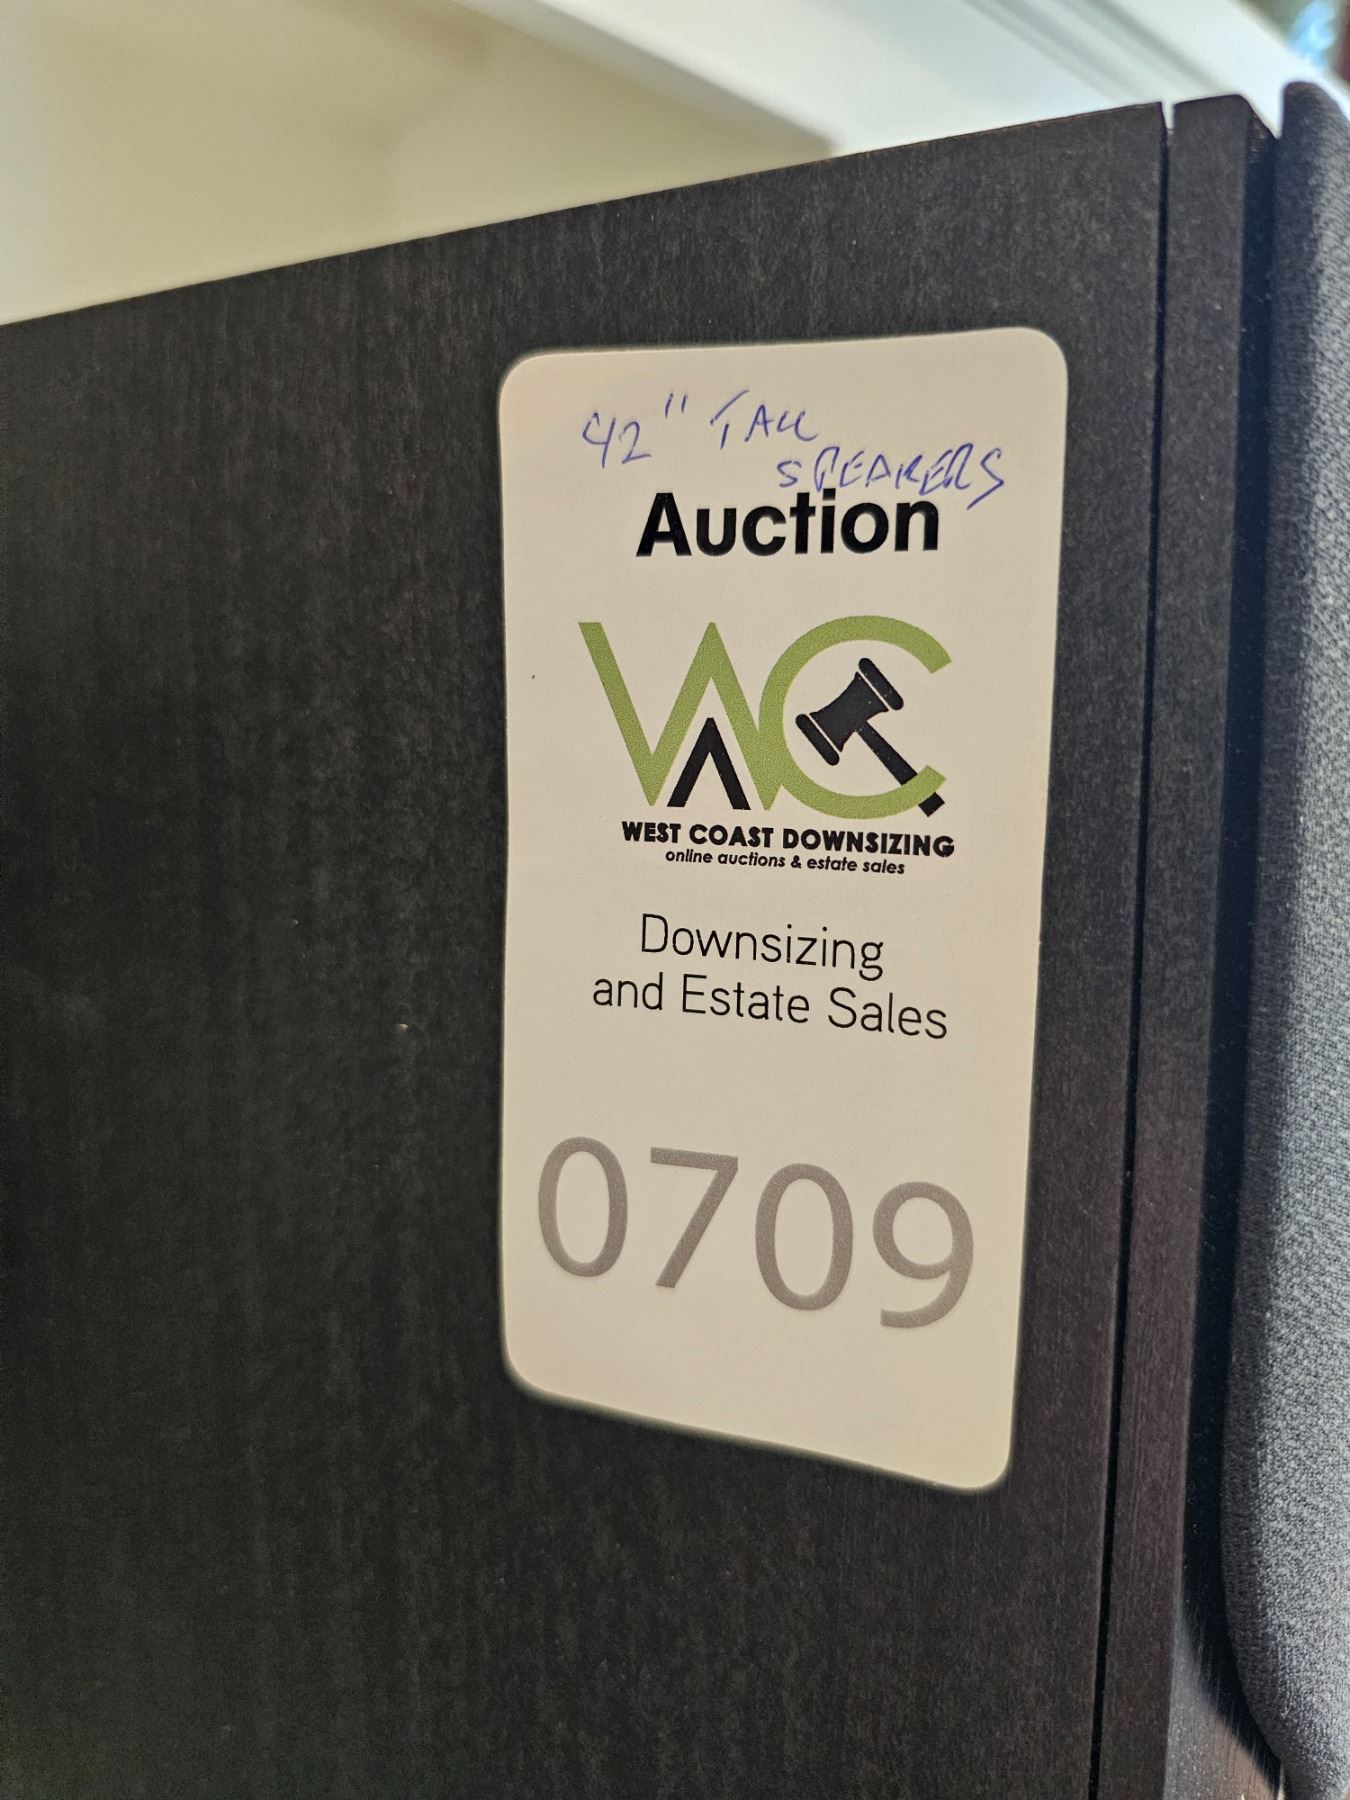 42" TALL
SPEAKERS
Auction
WC
WEST COAST DOWNSIZING
online auctions & estate sales
Downsizing
and Estate Sales
0709